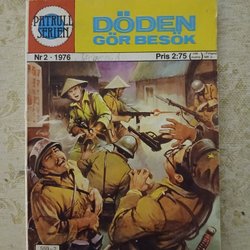 PATRULL
SERIEN
DÖDEN
GÖR BESÖK
Nr 2 • 1976
Pris 2:75